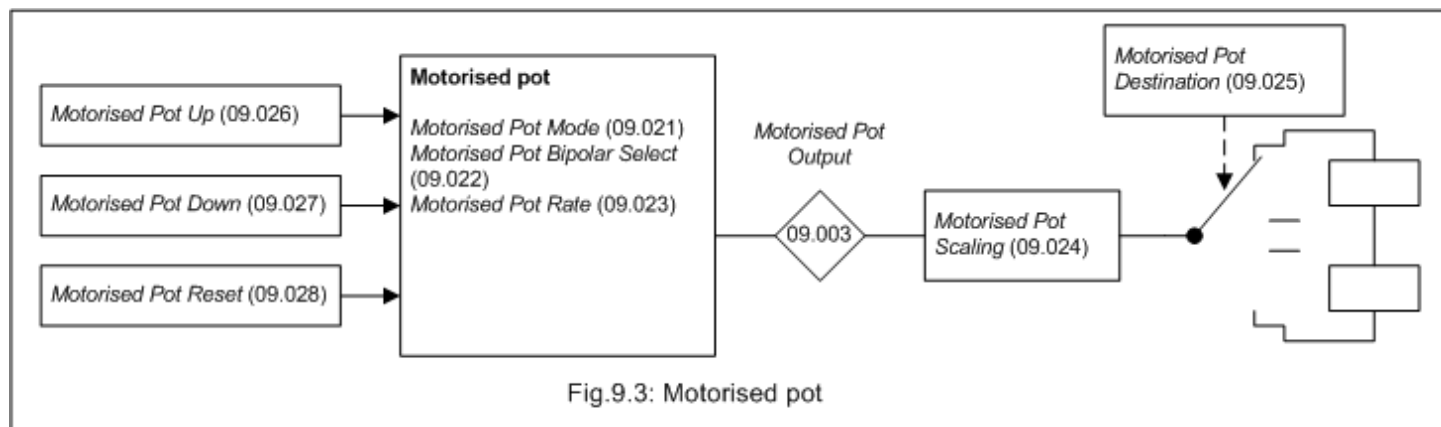 Motorised Pot Up (09.026)
Motorised Pot Down (09.027)
Motorised Pot Reset (09.028)
Motorised pot
Motorised Pot Mode (09.021)
Motorised Pot Bipolar Select
(09.022)
Motorised Pot Rate (09.023)
Motorised Pot
Output
09.003
Motorised Pot
Scaling (09.024)
Motorised Pot
Destination (09.025)
Fig.9.3: Motorised pot